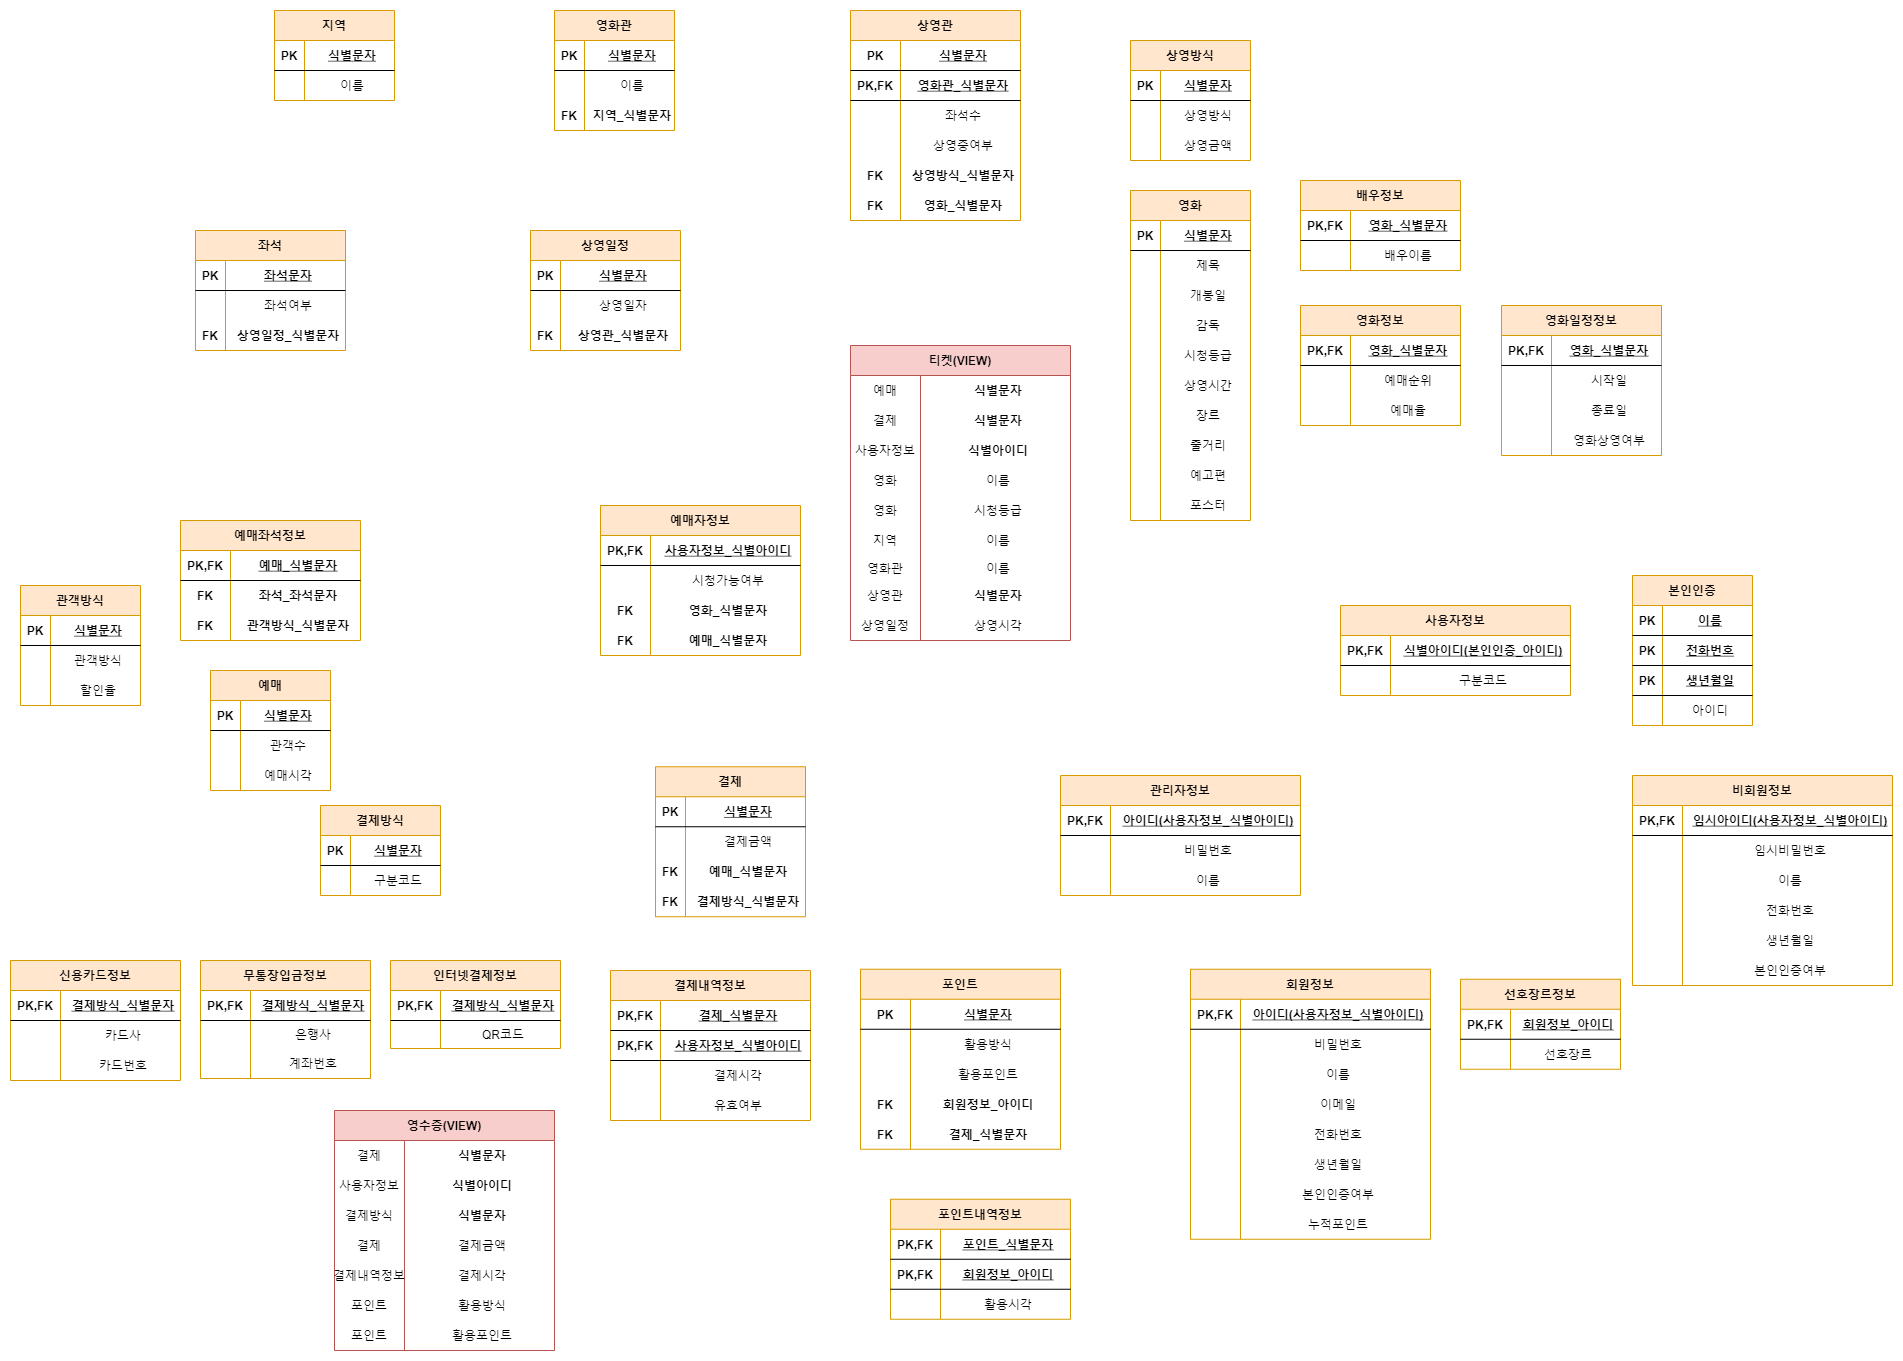 지역
PK 식별문자
이름
영화관
PK 식별문자
이름
FK 지역_식별문자
상영관
PK 식별문자
PK,FK 영화관_식별문자
좌석수
상영중여부
FK 상영방식_식별문자
FK 영화_식별문자
상영방식
PK 식별문자
상영방식
상영금액
좌석
PK 좌석문자
좌석여부
FK 상영일정_식별문자
상영일정
PK 식별문자
상영일자
FK 상영관_식별문자
영화
PK 식별문자
제목
개봉일
감독
시청등급
상영시간
장르
줄거리
예고편
포스터
배우정보
PK,FK 영화_식별문자
배우이름
영화정보
PK,FK 영화_식별문자
예매순위
예매율
영화일정정보
PK,FK 영화_식별문자
시작일
종료일
영화상영여부
티켓(VIEW)
예매 식별문자
결제 식별문자
사용자정보 식별아이디
영화 이름
영화 시청등급
지역 이름
영화관 이름
상영관 식별문자
상영일정 상영시각
예매좌석정보
PK,FK 예매_식별문자
FK 좌석_좌석문자
FK 관객방식_식별문자
예매자정보
PK,FK 사용자정보_식별아이디
시청가능여부
FK 영화_식별문자
FK 예매_식별문자
관객방식
PK 식별문자
관객방식
할인율
예매
PK 식별문자
관객수
예매시각
사용자정보
PK,FK 식별아이디(본인인증_아이디)
구분코드
본인인증
PK 이름
PK 전화번호
PK 생년월일
아이디
결제방식
PK 식별문자
구분코드
결제
PK 식별문자
결제금액
FK 예매_식별문자
FK 결제방식_식별문자
관리자정보
PK,FK 아이디(사용자정보_식별아이디)
비밀번호
이름
비회원정보
PK,FK 임시아이디(사용자정보_식별아이디)
임시비밀번호
이름
전화번호
생년월일
본인인증여부
신용카드정보
PK,FK 결제방식_식별문자
카드사
카드번호
무통장입금정보
PK,FK 결제방식_식별문자
은행사
계좌번호
인터넷결제정보
PK,FK 결제방식_식별문자
QR코드
결제내역정보
PK,FK 결제_식별문자
PK,FK 사용자정보_식별아이디
결제시각
유효여부
포인트
PK 식별문자
활용방식
활용포인트
FK 회원정보_아이디
FK 결제_식별문자
회원정보
PK,FK 아이디(사용자정보_식별아이디)
비밀번호
이름
이메일
전화번호
생년월일
본인인증여부
누적포인트
선호장르정보
PK,FK 회원정보_아이디
선호장르
영수증(VIEW)
결제 식별문자
사용자정보 식별아이디
결제방식 식별문자
결제 결제금액
결제내역정보 결제시각
포인트 활용방식
포인트 활용포인트
포인트내역정보
PK,FK 포인트_식별문자
PK,FK 회원정보_아이디
활용시각